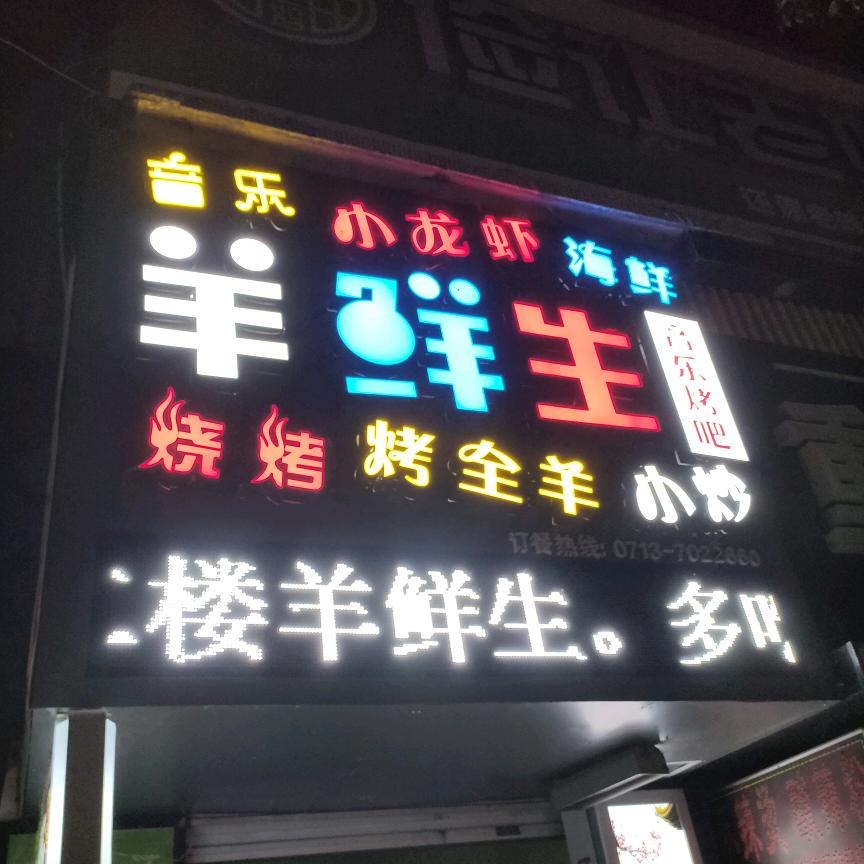 音乐 小龙虾 海鲜
羊鲜生
音乐烤吧
烧烤 烤全羊 小炒
订餐热线: 0713-7022660
楼羊鲜生。多吃